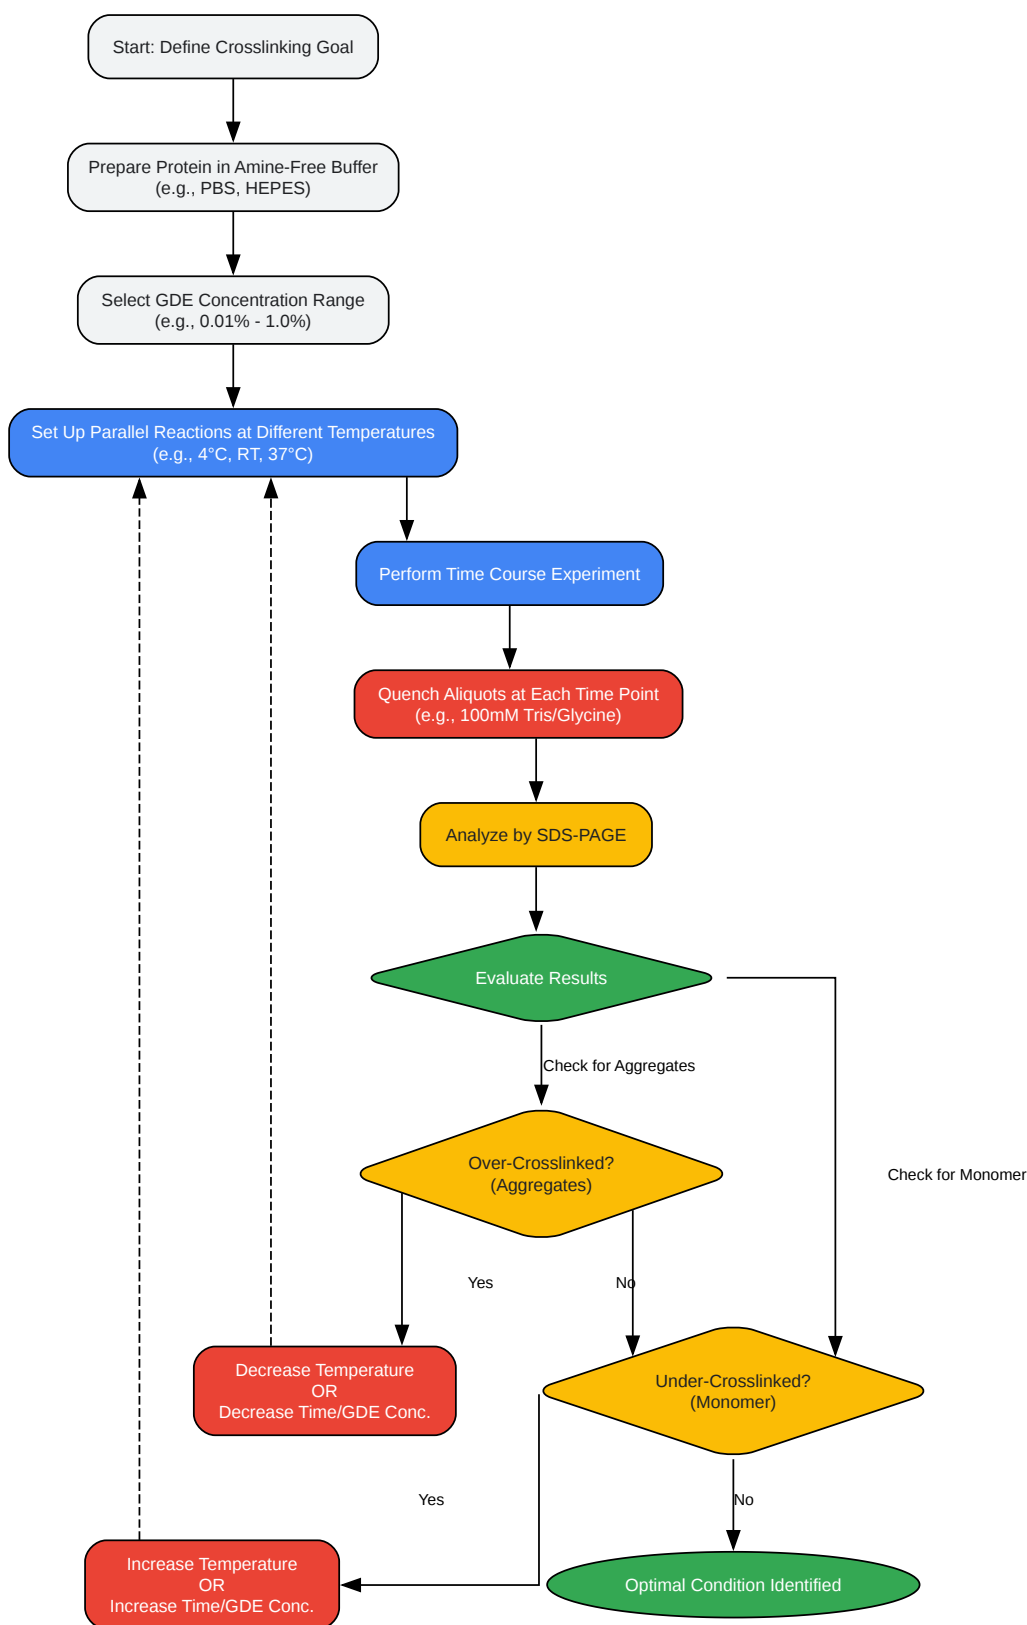 Start: Define Crosslinking Goal
Prepare Protein in Amine-Free Buffer
(e.g., PBS, HEPES)
Select GDE Concentration Range
(e.g., 0.01% - 1.0%)
Set Up Parallel Reactions at Different Temperatures
(e.g., 4°C, RT, 37°C)
Perform Time Course Experiment
Quench Aliquots at Each Time Point
(e.g., 100mM Tris/Glycine)
Analyze by SDS-PAGE
Evaluate Results
Check for Aggregates
Over-Crosslinked?
(Aggregates)
Check for Monomer
Yes
No
Decrease Temperature
OR
Decrease Time/GDE Conc.
Under-Crosslinked?
(Monomer)
Yes
No
Increase Temperature
OR
Increase Time/GDE Conc.
Optimal Condition Identified